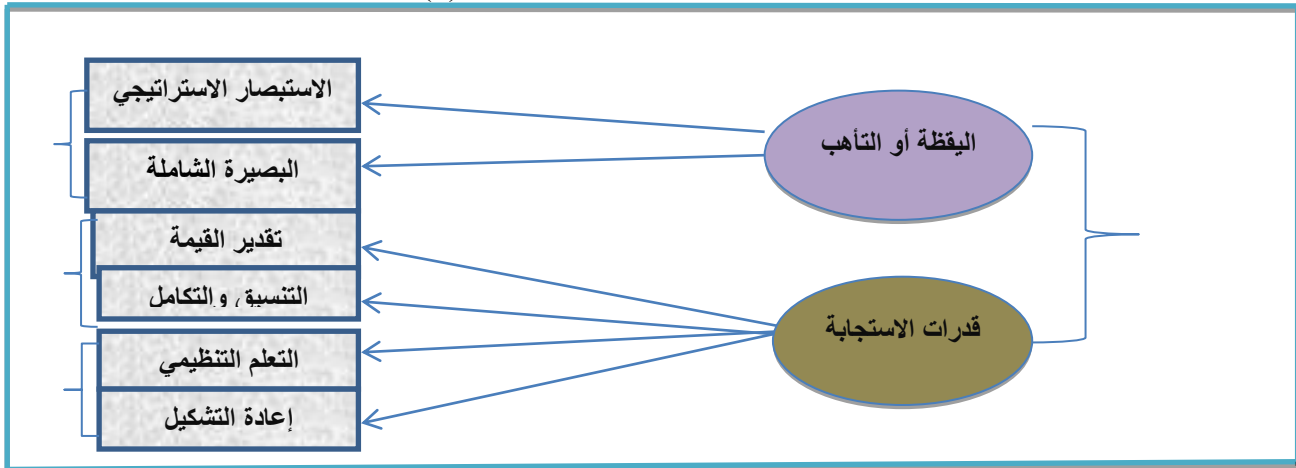 اليقظة أو التأهب
قدرات الاستجابة
الاستبصار الاستراتيجي
البصيرة الشاملة
تقدير القيمة
التنسيق والتكامل
التعلم التنظيمي
إعادة التشكيل